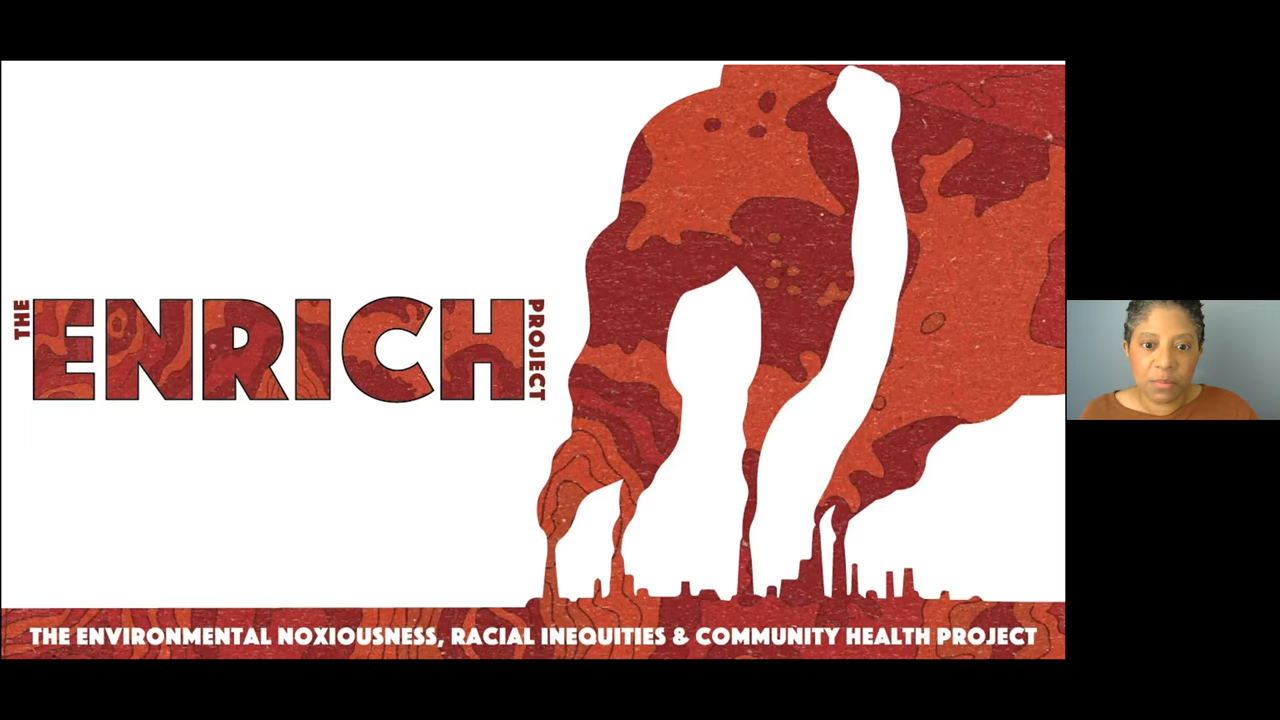 THE
ENRICH
PROJECT
THE ENVIRONMENTAL NOXIOUSNESS, RACIAL INEQUITIES & COMMUNITY HEALTH PROJECT